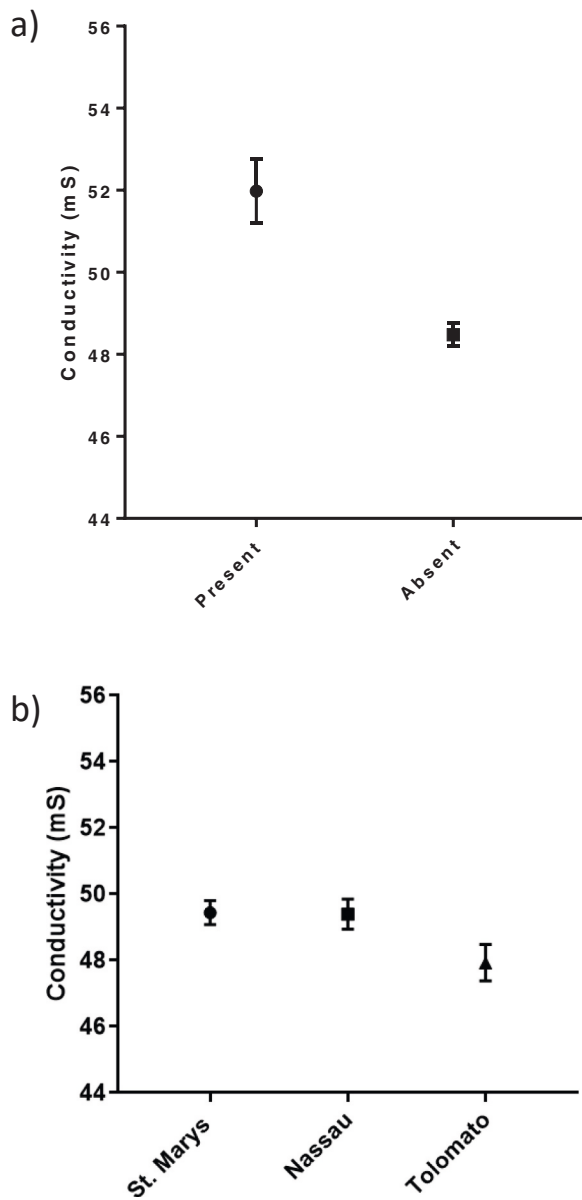 a)
56
54
52
50
48
46
44
Conductivity (mS)
Present
Absent
b)
56
54
52
50
48
46
44
Conductivity (mS)
St. Marys
Nassau
Tolomato